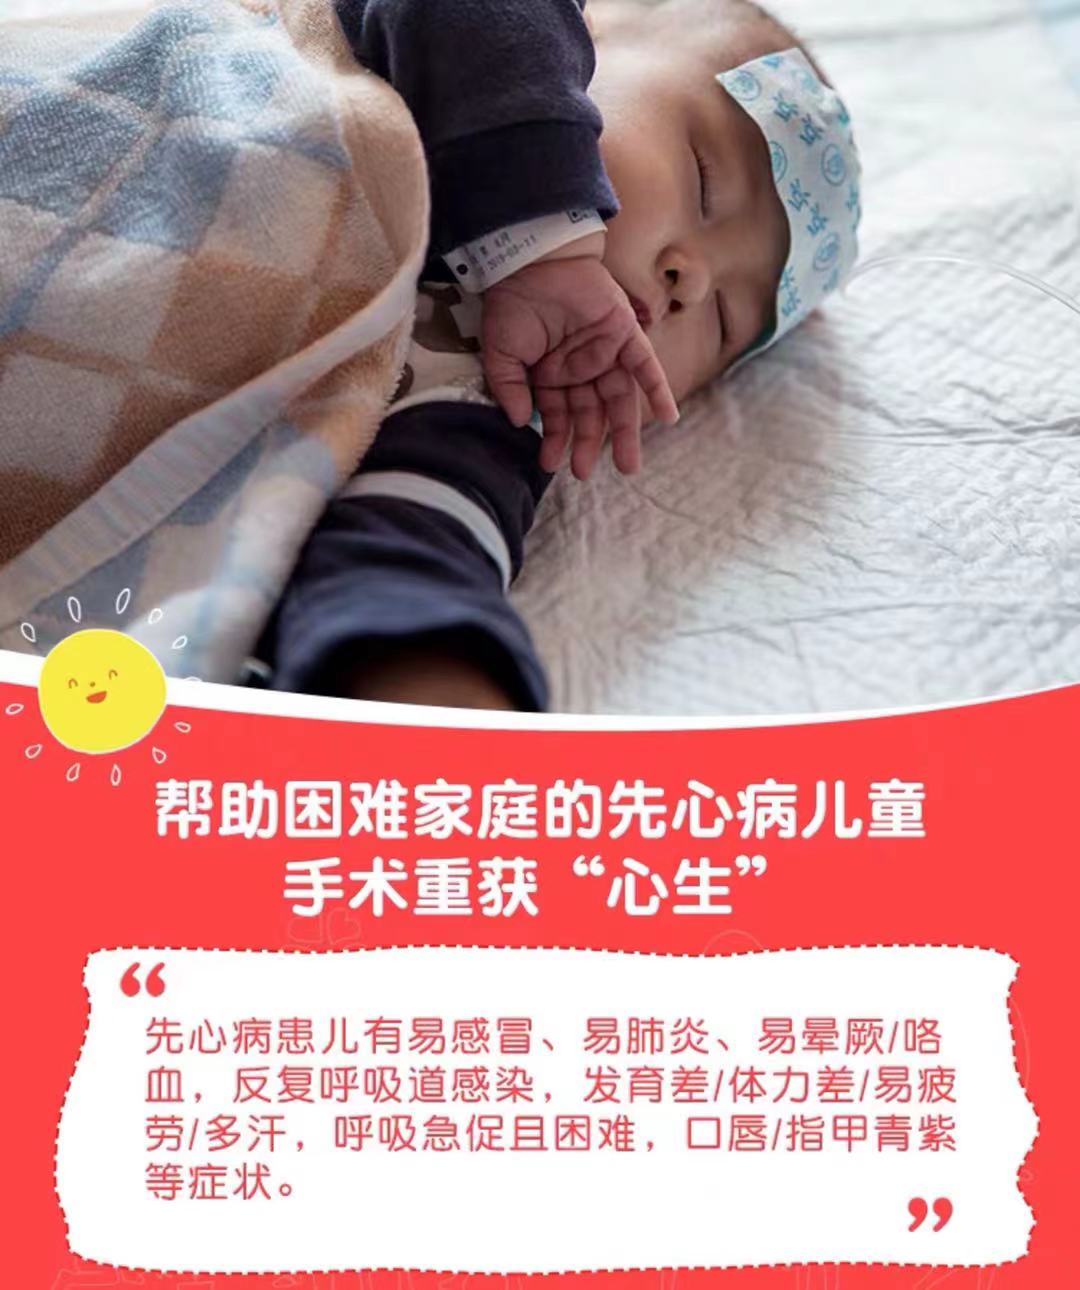 帮助困难家庭的先心病儿童
手术重获“心生”
“
先心病患儿有易感冒、易肺炎、易晕厥/咯
血，反复呼吸道感染，发育差/体力差/易疲
劳/多汗，呼吸急促且困难，口唇/指甲青紫
等症状。
”